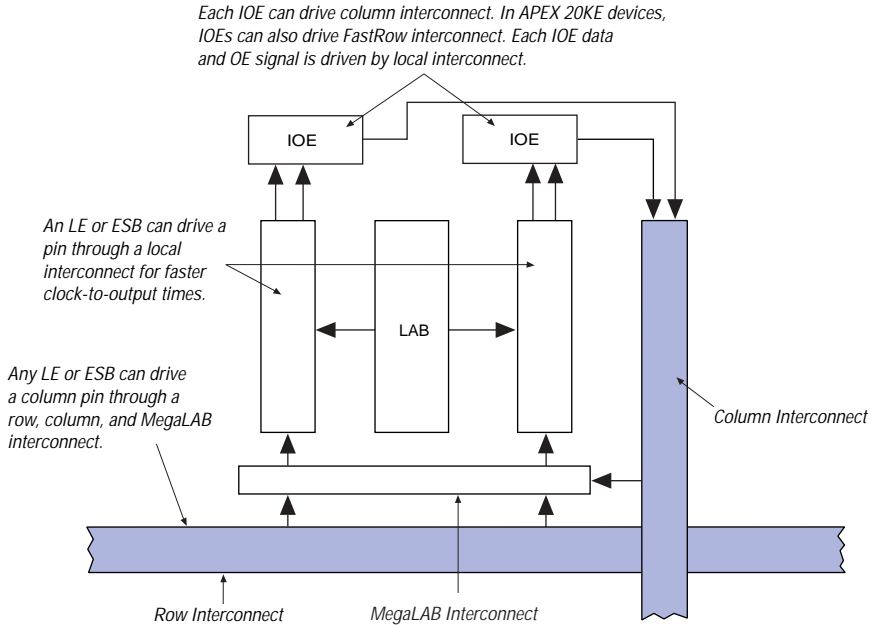 Each IOE can drive column interconnect. In APEX 20KE devices,
IOEs can also drive FastRow interconnect. Each IOE data
and OE signal is driven by local interconnect.
IOE
IOE
An LE or ESB can drive a
pin through a local
interconnect for faster
clock-to-output times.
LAB
Any LE or ESB can drive
a column pin through a
row, column, and MegaLAB
interconnect.
Column Interconnect
Row Interconnect
MegaLAB Interconnect